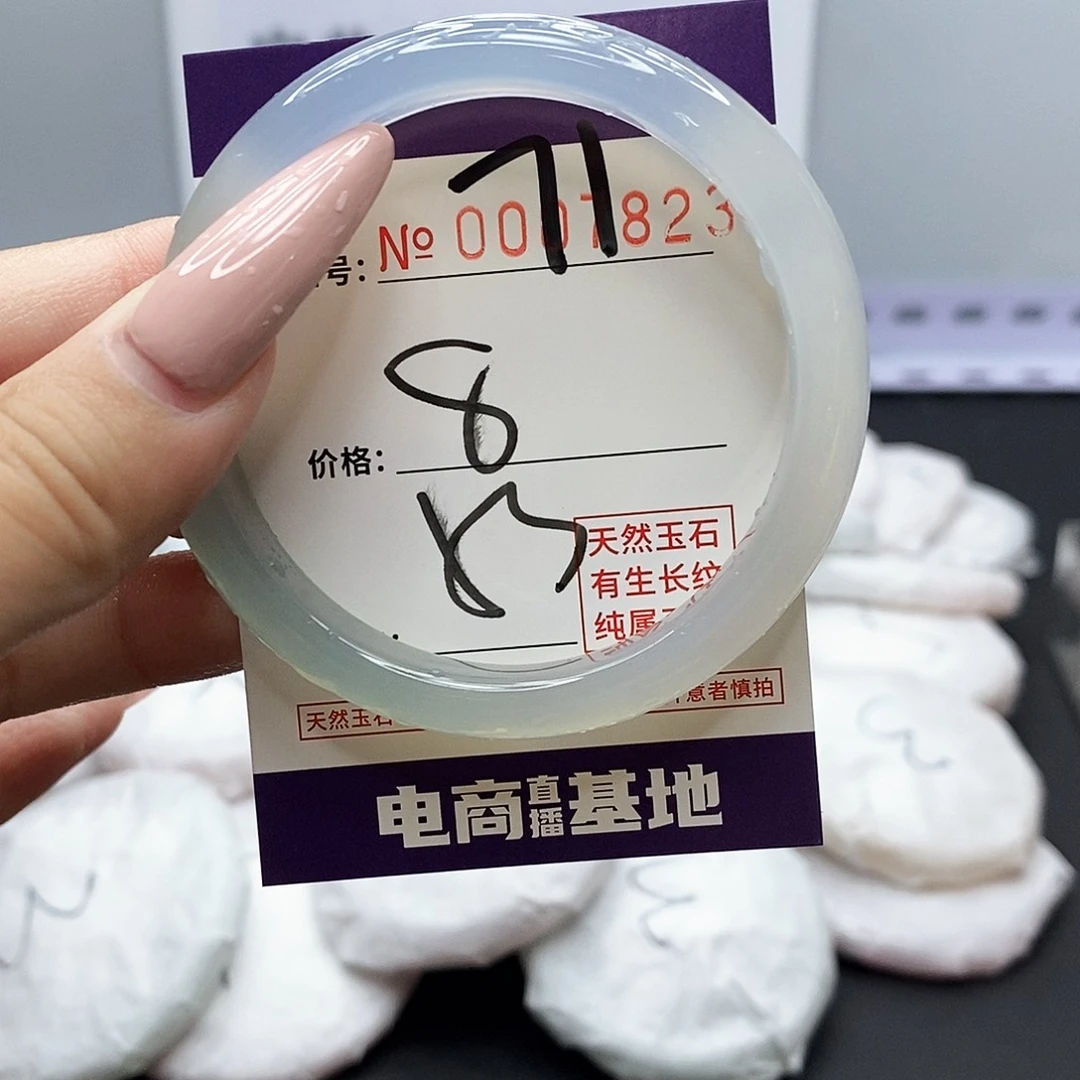 71
号: № 0007823
8
价格:
天然玉石
有生长纹
纯属
天然玉石
意者慎拍
电商直播基地